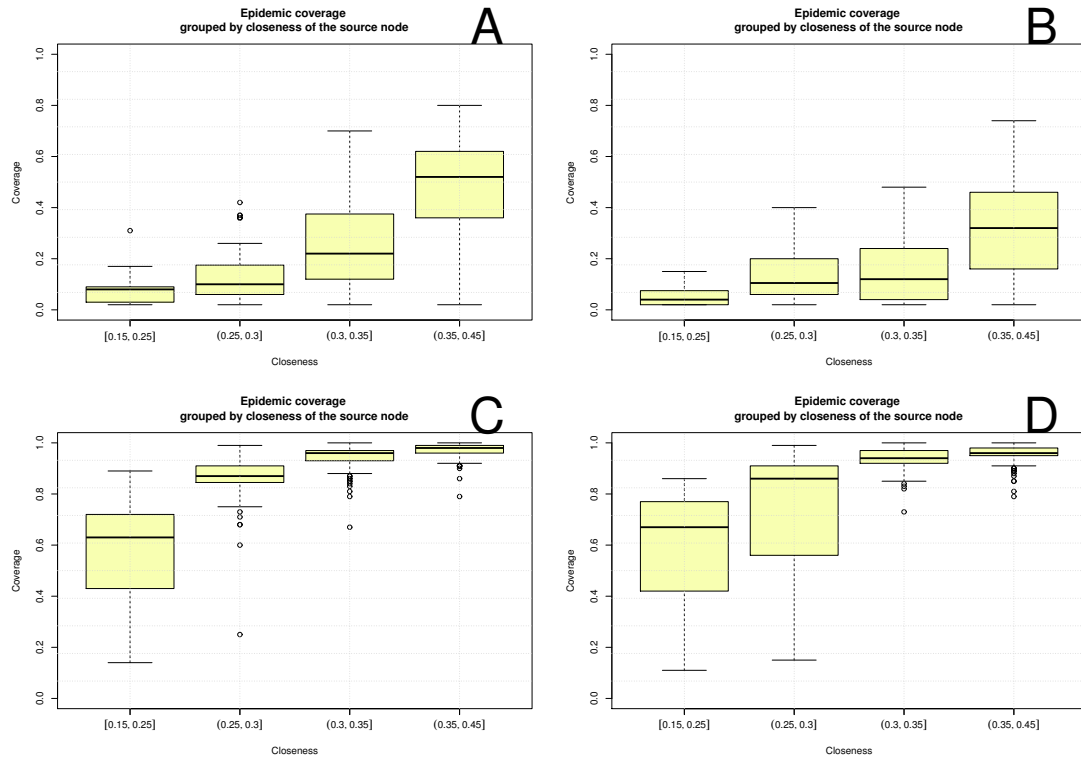 Epidemic coverage
grouped by closeness of the source node
A
1.0
0.8
0.6
0.4
0.2
0.0
Coverage
[0.15, 0.25]
(0.25, 0.3]
(0.3, 0.35]
(0.35, 0.45]
Closeness
Epidemic coverage
grouped by closeness of the source node
B
1.0
0.8
0.6
0.4
0.2
0.0
Coverage
[0.15, 0.25]
(0.25, 0.3]
(0.3, 0.35]
(0.35, 0.45]
Closeness
Epidemic coverage
grouped by closeness of the source node
C
1.0
0.8
0.6
0.4
0.2
0.0
Coverage
[0.15, 0.25]
(0.25, 0.3]
(0.3, 0.35]
(0.35, 0.45]
Closeness
Epidemic coverage
grouped by closeness of the source node
D
1.0
0.8
0.6
0.4
0.2
0.0
Coverage
[0.15, 0.25]
(0.25, 0.3]
(0.3, 0.35]
(0.35, 0.45]
Closeness